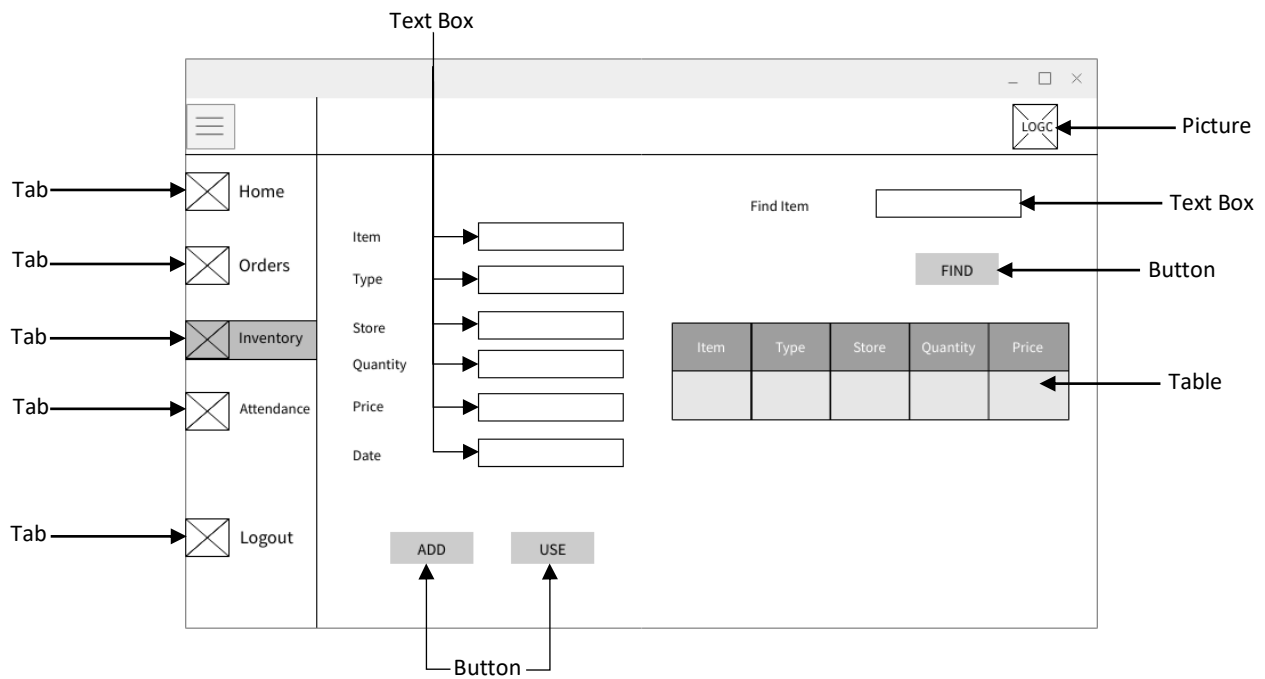 Text Box
LOGO
Picture
Tab
Home
Find Item
Text Box
Item
Tab
Orders
FIND
Button
Type
Store
Tab
Inventory
Item Type Store Quantity Price
Quantity
Table
Tab
Attendance
Price
Date
Tab
Logout
ADD
USE
Button